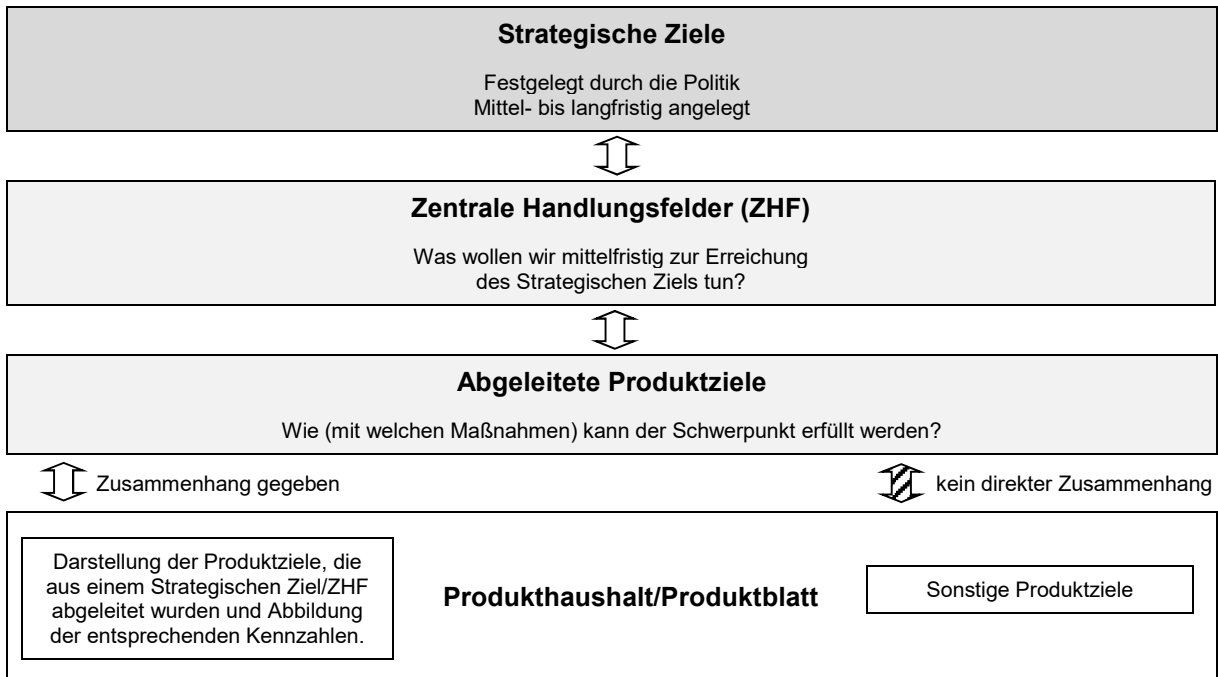 Strategische Ziele
Festgelegt durch die Politik
Mittel- bis langfristig angelegt
Zentrale Handlungsfelder (ZHF)
Was wollen wir mittelfristig zur Erreichung
des Strategischen Ziels tun?
Abgeleitete Produktziele
Wie (mit welchen Maßnahmen) kann der Schwerpunkt erfüllt werden?
Zusammenhang gegeben
kein direkter Zusammenhang
Darstellung der Produktziele, die
aus einem Strategischen Ziel/ZHF
abgeleitet wurden und Abbildung
der entsprechenden Kennzahlen.
Produkthaushalt/Produktblatt
Sonstige Produktziele